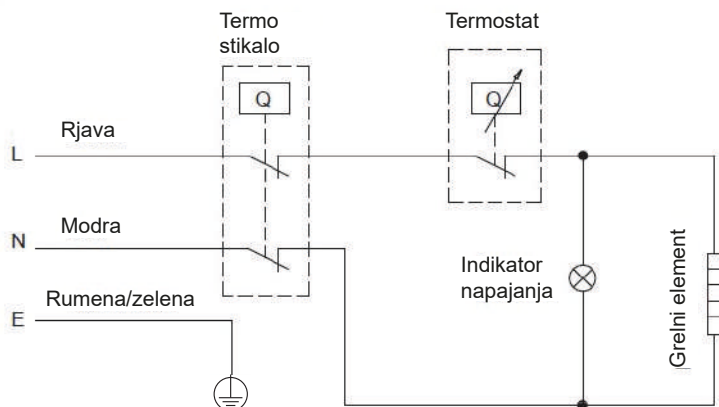 Termo
stikalo
Termostat
Q
Q
L
Rjava
N
Modra
E
Rumena/zelena
Indikator
napajanja
Grelni element